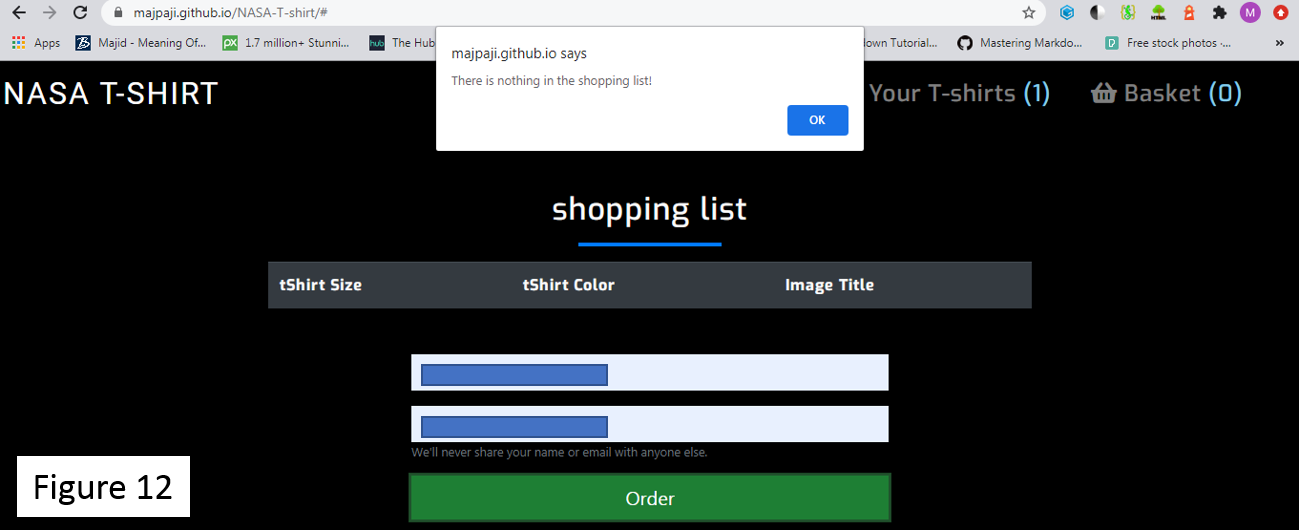 majpaji.github.io/NASA-T-shirt/#
Apps Majid - Meaning Of... 1.7 million+ Stunni... The Hub down Tutorial... Mastering Markdo... Free stock photos -... »
majpaji.github.io says
There is nothing in the shopping list!
OK
NASA T-SHIRT
Your T-shirts (1) Basket (0)
shopping list
tShirt Size tShirt Color Image Title
We'll never share your name or email with anyone else.
Order
Figure 12